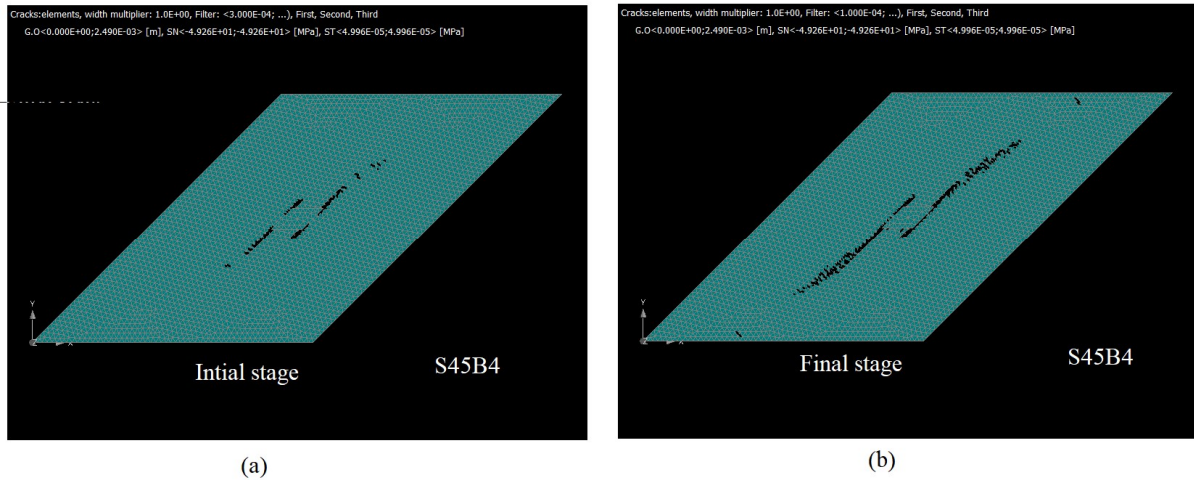 Cracks:elements, width multiplier: 1.0E+00, Filter: <3.000E-04; ...), First, Second, Third
G.O<0.000E+00;2.490E-03> [m], SN<-4.926E+01;-4.926E+01> [MPa], ST<4.996E-05;4.996E-05> [MPa]
Y
Z
X
Intial stage
S45B4
(a)
Cracks:elements, width multiplier: 1.0E+00, Filter: <1.000E-04; ...), First, Second, Third
G.O<0.000E+00;2.490E-03> [m], SN<-4.926E+01;-4.926E+01> [MPa], ST<4.996E-05;4.996E-05> [MPa]
Y
Z
X
Final stage
S45B4
(b)